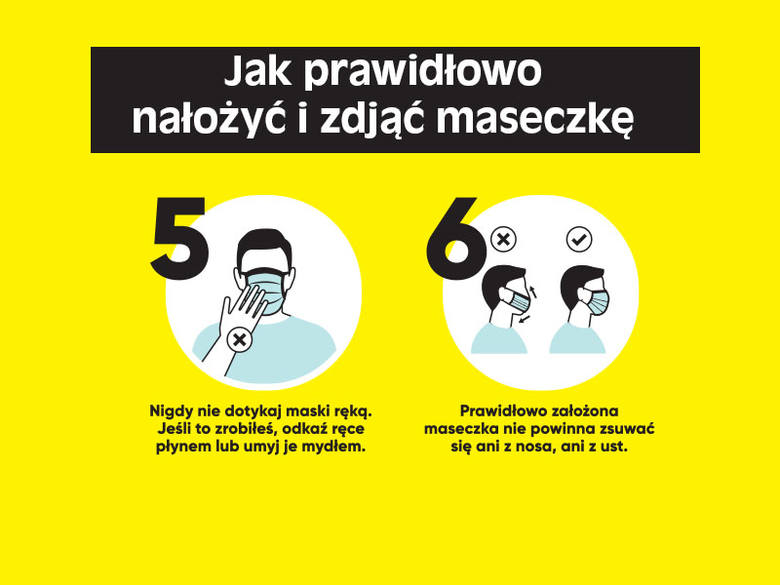 Jak prawidłowo
nałożyć i zdjąć maseczkę
5
Nigdy nie dotykaj maski ręką.
Jeśli to zrobiłeś, odkaź ręce
płynem lub umyj je mydłem.
6
Prawidłowo założona
maseczka nie powinna zsuwać
się ani z nosa, ani z ust.